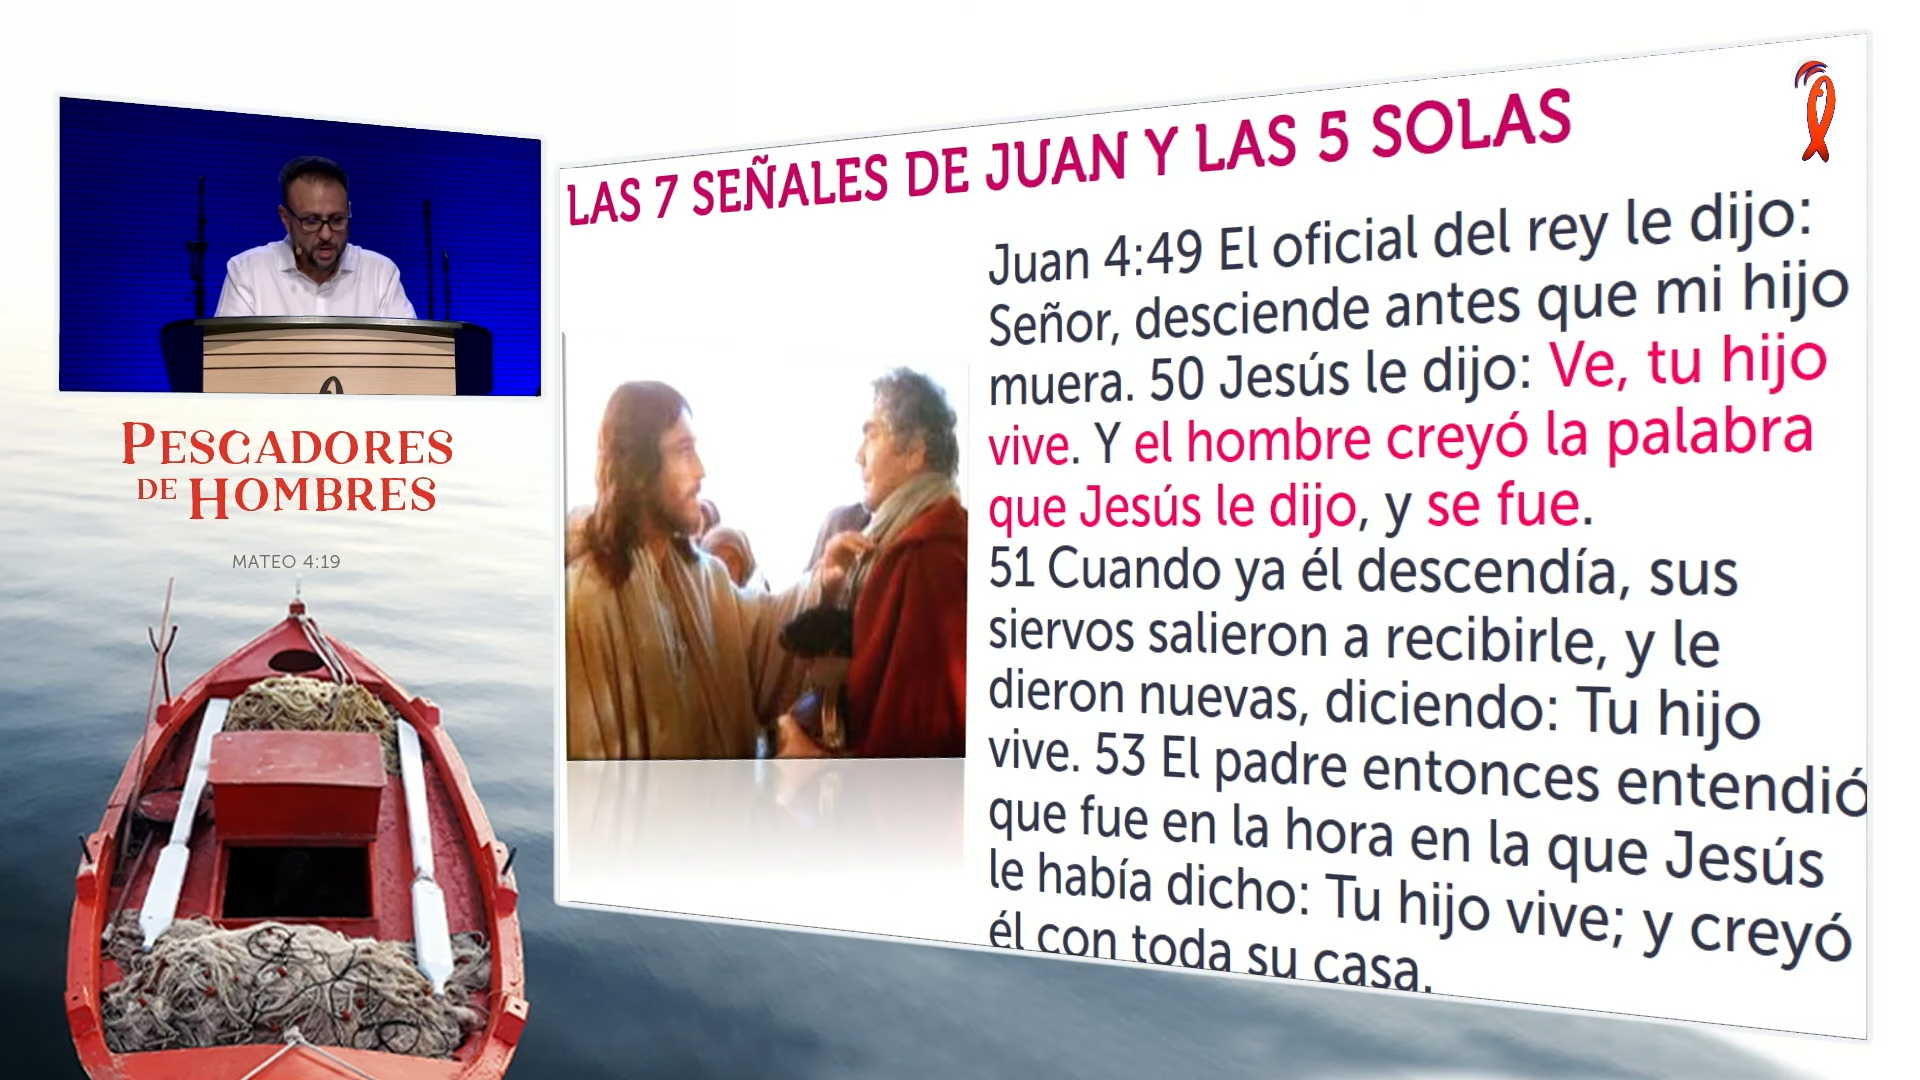 PESCADORES
DE HOMBRES
MATEO 4:19
LAS 7 SEÑALES DE JUAN Y LAS 5 SOLAS
Juan 4:49 El oficial del rey le dijo:
Señor, desciende antes que mi hijo
muera. 50 Jesús le dijo: Ve, tu hijo
vive. Y el hombre creyó la palabra
que Jesús le dijo, y se fue.
51 Cuando ya él descendía, sus
siervos salieron a recibirle, y le
dieron nuevas, diciendo: Tu hijo
vive. 53 El padre entonces entendió
que fue en la hora en la que Jesús
le había dicho: Tu hijo vive; y creyó
él con toda su casa.